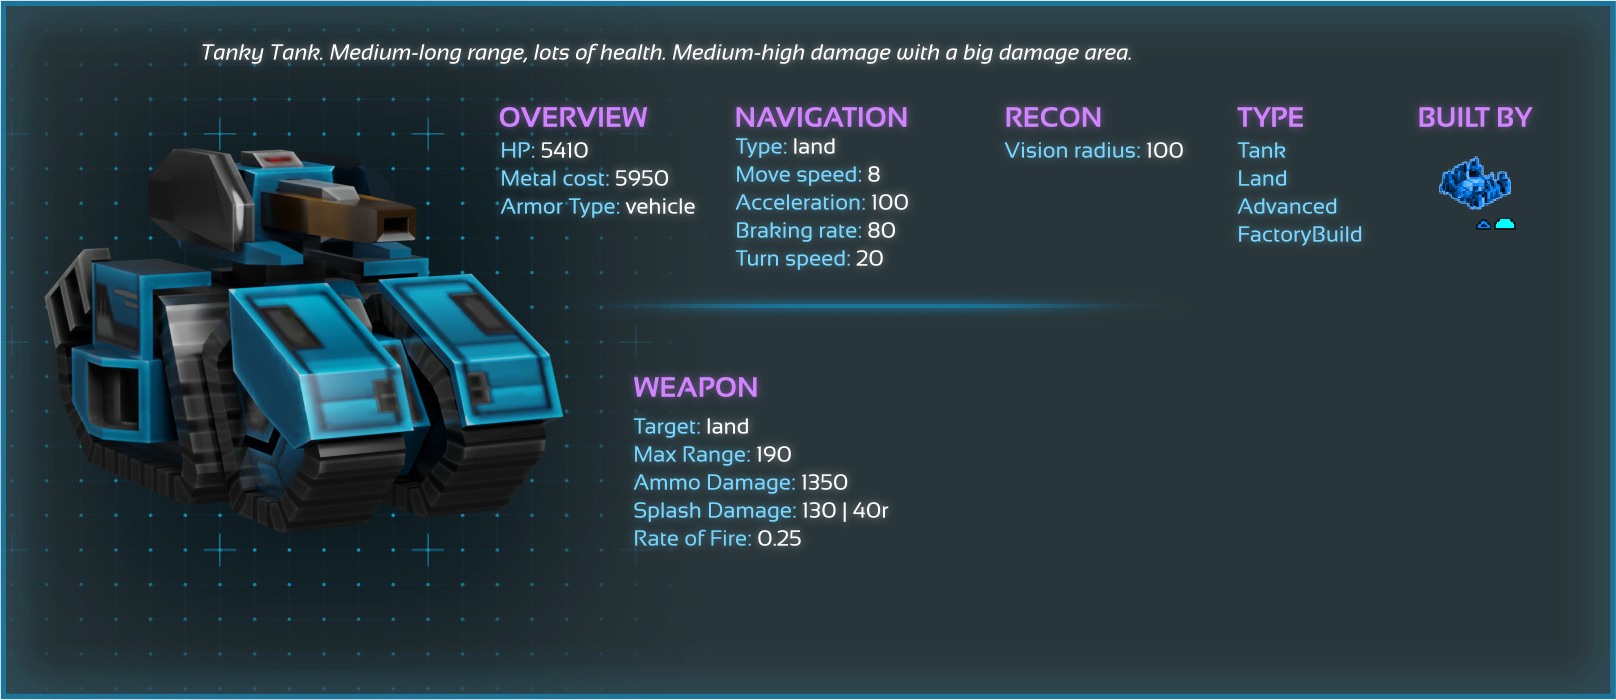 Tanky Tank. Medium-long range, lots of health. Medium-high damage with a big damage area.
OVERVIEW
HP: 5410
Metal cost: 5950
Armor Type: vehicle
NAVIGATION
Type: land
Move speed: 8
Acceleration: 100
Braking rate: 80
Turn speed: 20
RECON
Vision radius: 100
TYPE
Tank
Land
Advanced
FactoryBuild
BUILT BY
WEAPON
Target: land
Max Range: 190
Ammo Damage: 1350
Splash Damage: 130 | 40r
Rate of Fire: 0.25